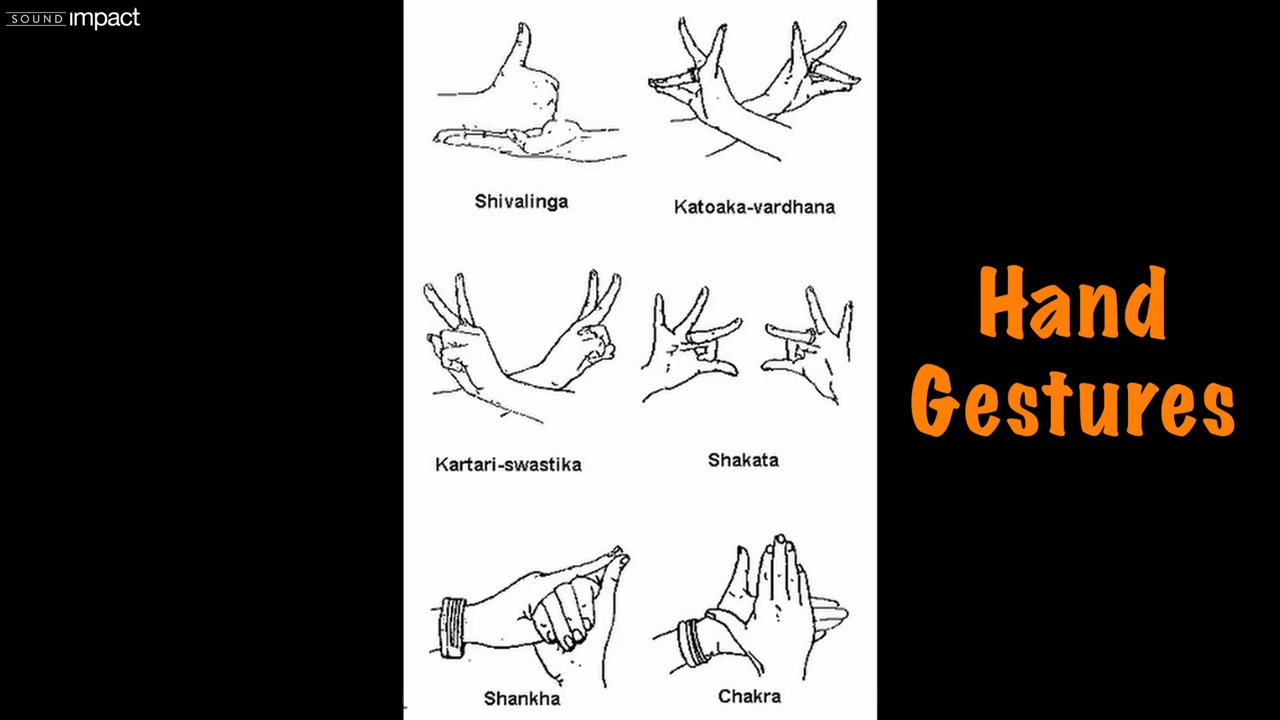 SOUND impact
Shivalinga
Katoaka-vardhana
Kartari-swastika
Shakata
Shankha
Chakra
Hand
Gestures